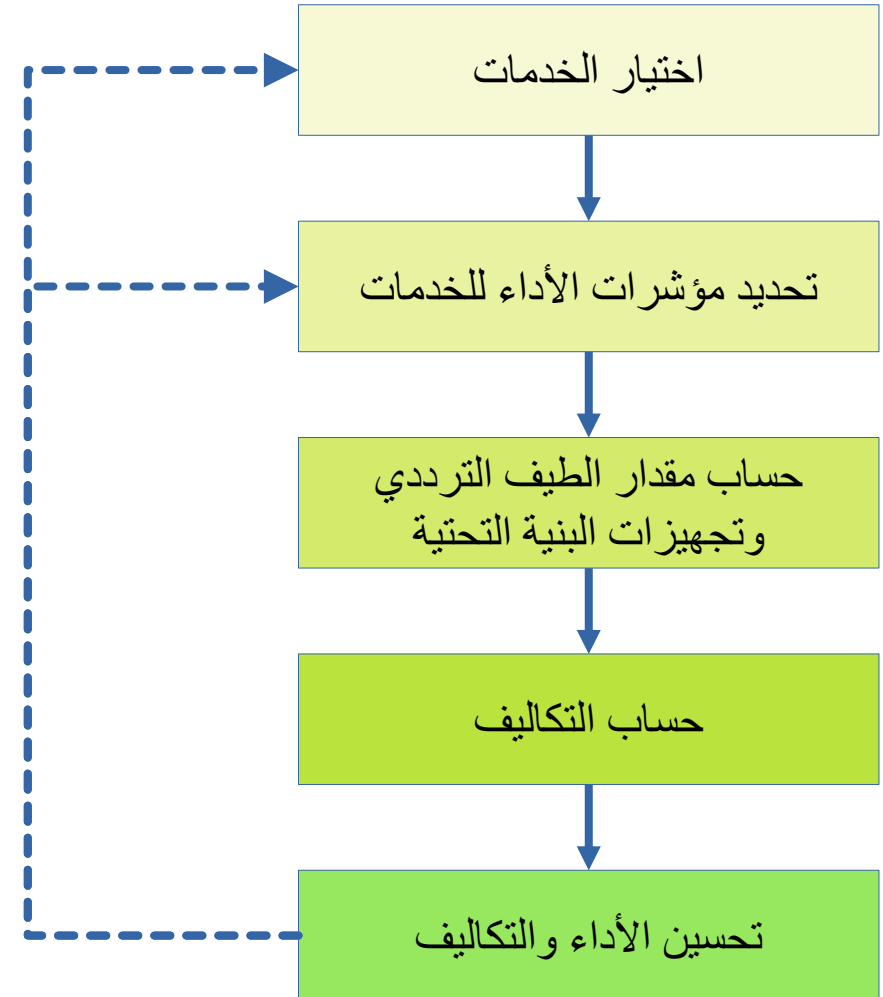 اختيار الخدمات
تحديد مؤشرات الأداء للخدمات
حساب مقدار الطيف الترددي
وتجهيزات البنية التحتية
حساب التكاليف
تحسين الأداء والتكاليف